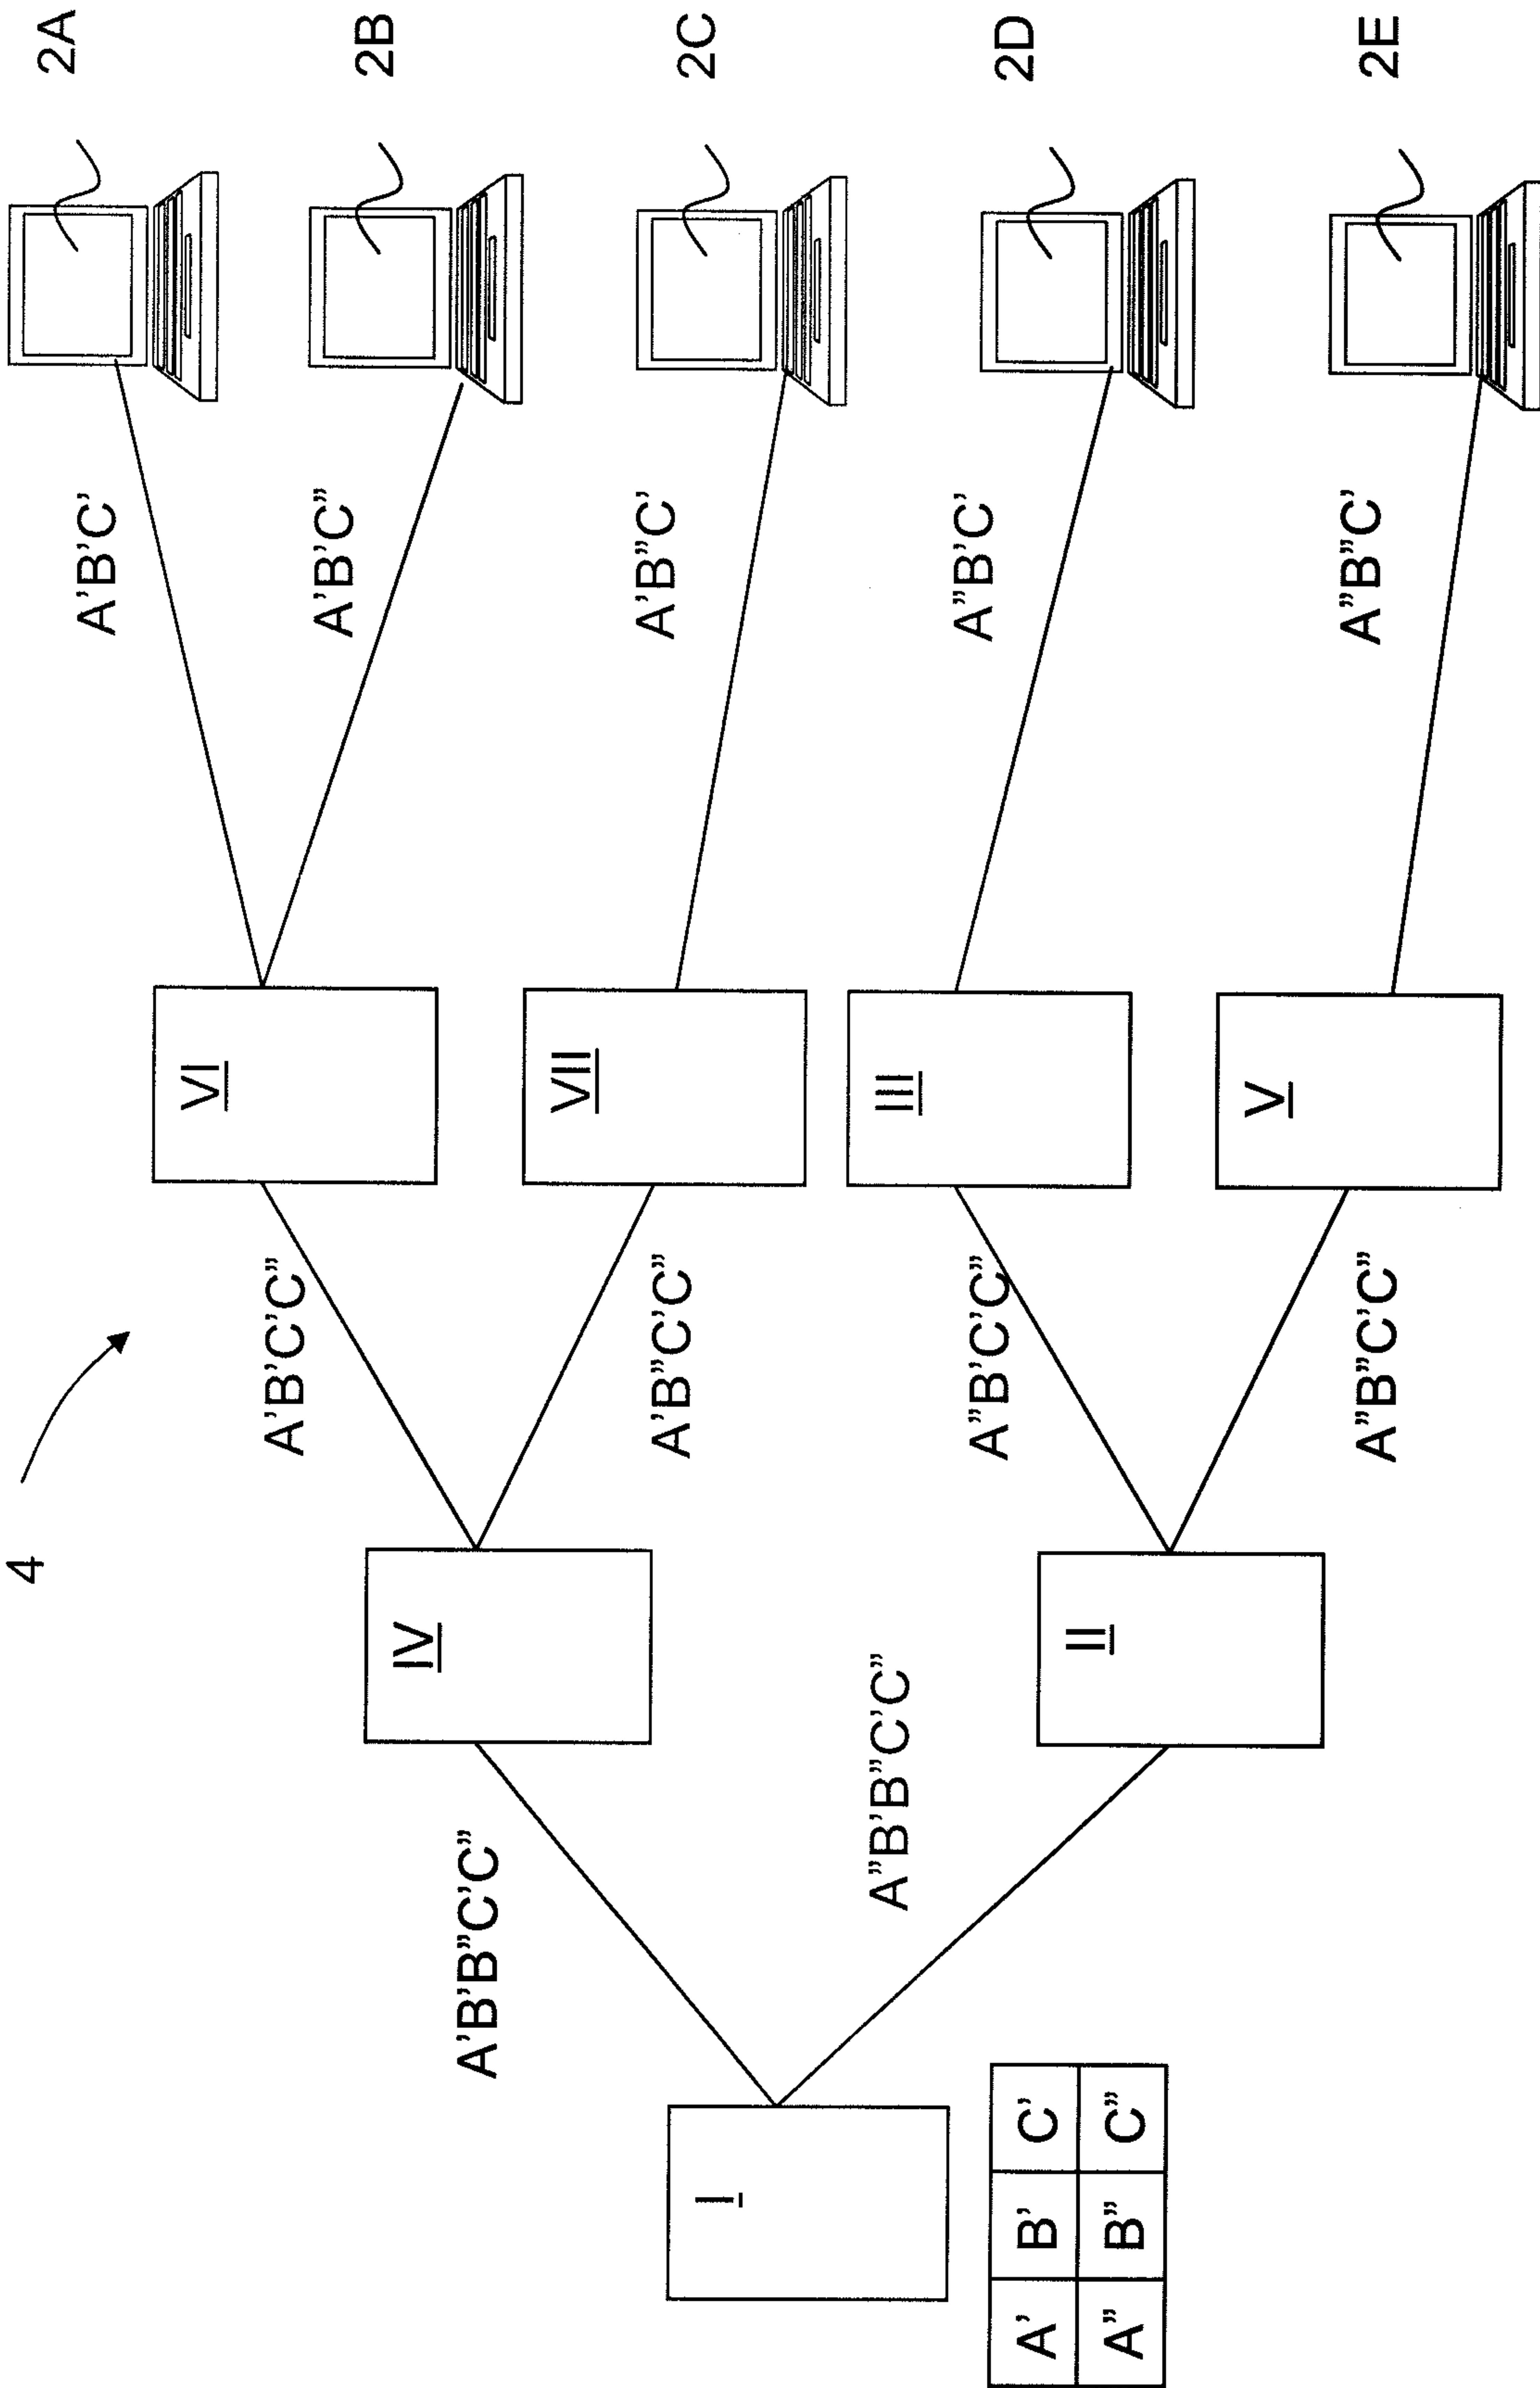 4
I
A' B' C'
A” B” C”
A'B'B”C'C”
A”B'B”C'C”
IV
II
A'B'C'C”
A'B”C'C”
A”B'C'C”
A”B”C'C”
VI
VII
III
V
A'B'C'
A'B'C”
A'B”C'
A”B'C'
A”B”C'
2A
2B
2C
2D
2E